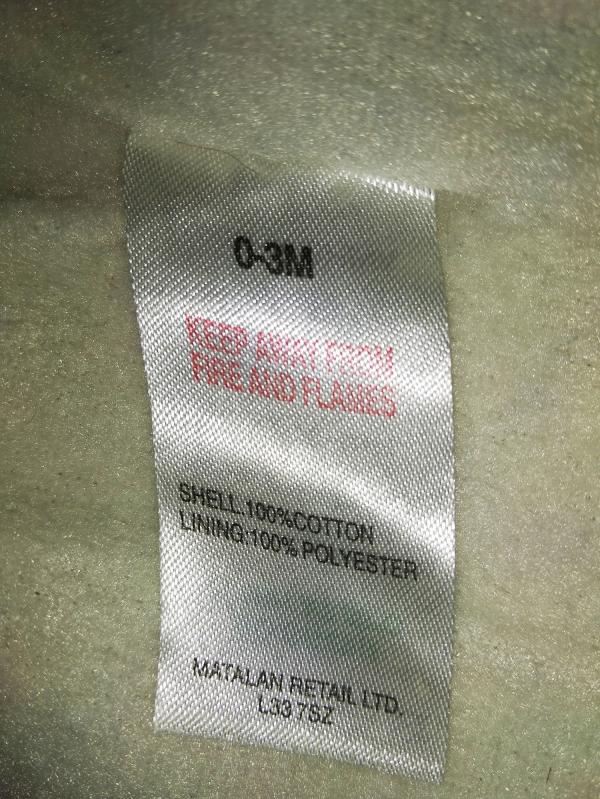 0-3M
KEEP AWAY FROM
FIRE AND FLAMES
SHELL:100%COTTON
LINING:100% POLYESTER
MATALAN RETAIL LTD.
L33 7SZ